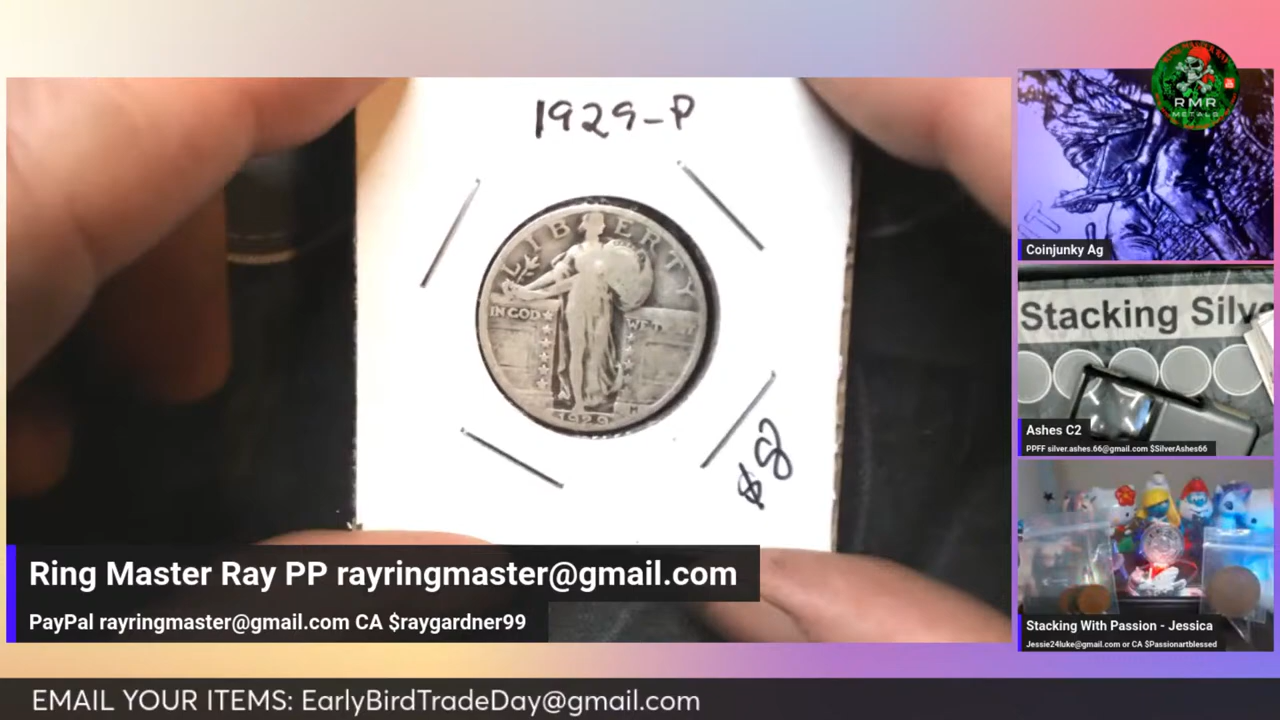 1929-P
LIBERTY
IN GOD
WE TRUST
1929
$8
Ring Master Ray PP rayringmaster@gmail.com
PayPal rayringmaster@gmail.com CA $raygardner99
RMR
METALS
Coinjunky Ag
Stacking Silve
Ashes C2
PPFF silver.ashes.66@gmail.com $SilverAshes66
Stacking With Passion - Jessica
Jessie24luke@gmail.com or CA $Passionartblessed
EMAIL YOUR ITEMS: EarlyBirdTradeDay@gmail.com